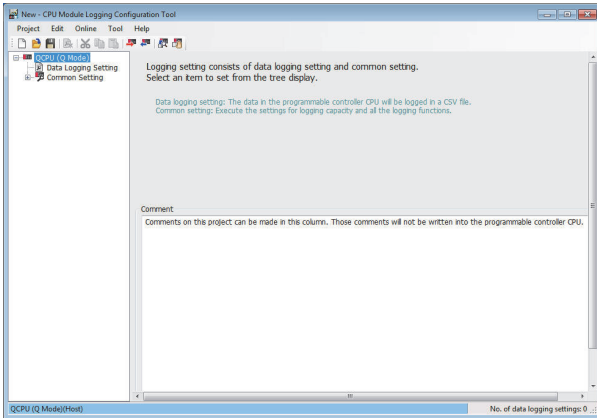 New - CPU Module Logging Configuration Tool
Project Edit Online Tool Help
QCPU (Q Mode)
Data Logging Setting
Common Setting
Logging setting consists of data logging setting and common setting.
Select an item to set from the tree display.
Data logging setting: The data in the programmable controller CPU will be logged in a CSV file.
Common setting: Execute the settings for logging capacity and all the logging functions.
Comment
Comments on this project can be made in this column. Those comments will not be written into the programmable controller CPU.
QCPU (Q Mode)(Host) No. of data logging settings: 0